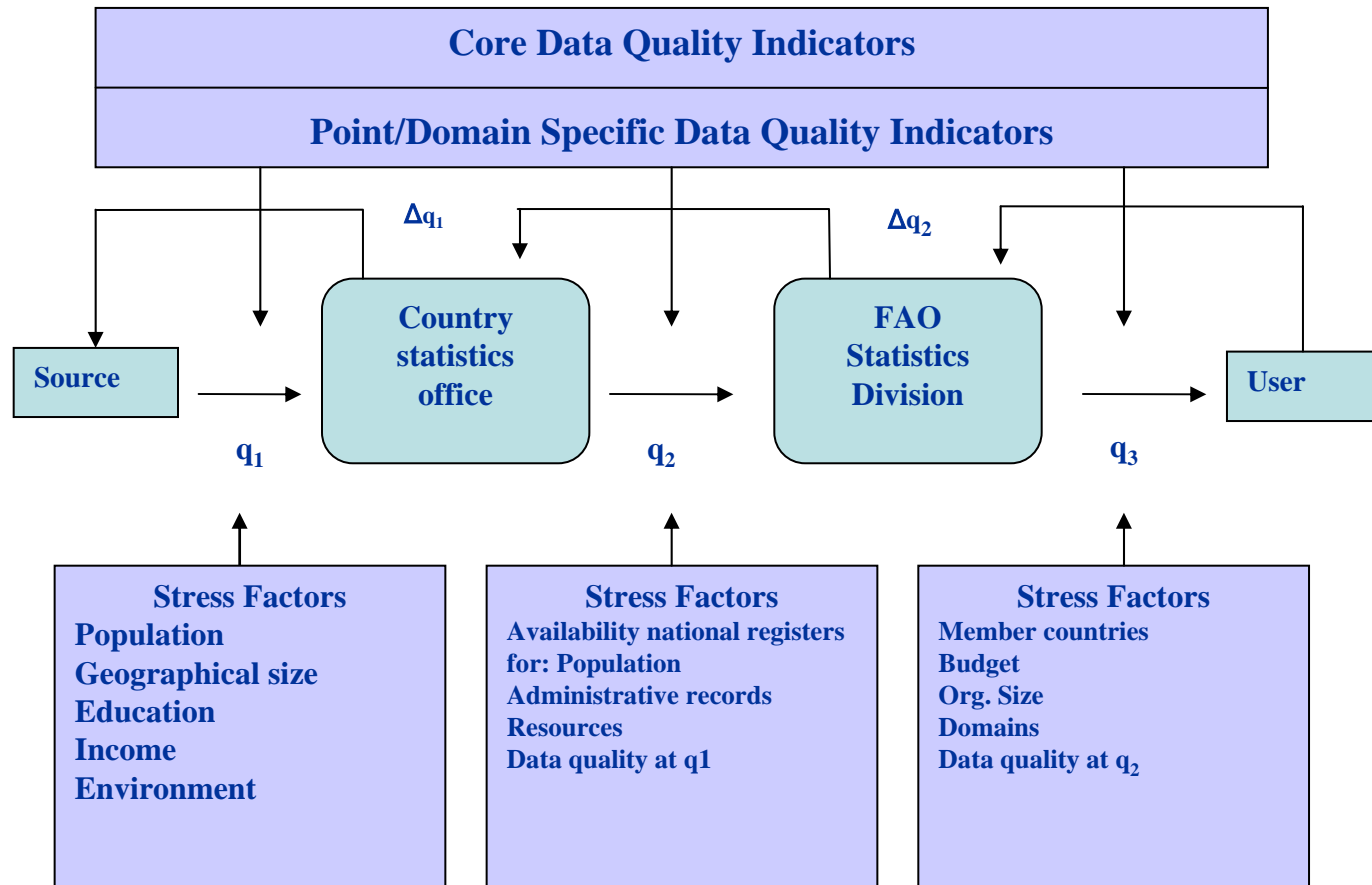 Core Data Quality Indicators
Point/Domain Specific Data Quality Indicators
Δq₁
Δq₂
Source
Country
statistics
office
FAO
Statistics
Division
User
q₁
q₂
q₃
Stress Factors
Population
Geographical size
Education
Income
Environment
Stress Factors
Availability national registers
for: Population
Administrative records
Resources
Data quality at q1
Stress Factors
Member countries
Budget
Org. Size
Domains
Data quality at q₂